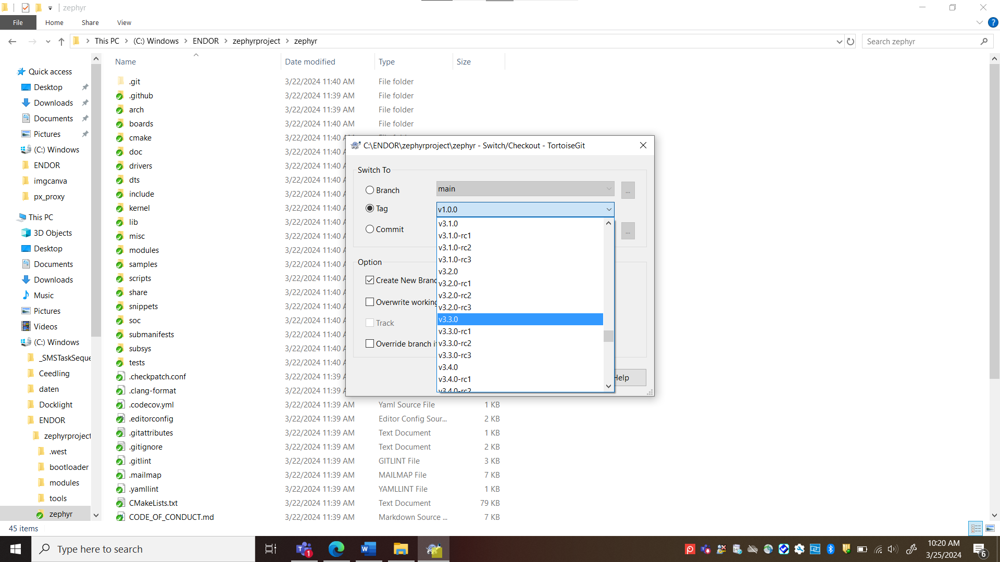 zephyr
File Home Share View
This PC (C:) Windows ENDOR zephyrproject zephyr
Search zephyr
Name Date modified Type Size
Quick access
Desktop
Downloads
Documents
Pictures
(C:) Windows
ENDOR
imgcanva
px_proxy
This PC
3D Objects
Desktop
Documents
Downloads
Music
Pictures
Videos
(C:) Windows
_SMSTaskSeque
Ceedling
daten
Docklight
ENDOR
zephyrproject
.west
bootloader
modules
tools
zephyr
.git 3/22/2024 11:40 AM File folder
.github 3/22/2024 11:39 AM File folder
arch 3/22/2024 11:39 AM File folder
boards 3/22/2024 11:40 AM File folder
cmake 3/22/2024 11:40 AM
doc 3/22/2024 11:40 A
drivers 3/22/2024 11:40 A
dts 3/22/2024 11:40 A
include 3/22/2024 11:40 A
kernel 3/22/2024 11:40 A
lib 3/22/2024 11:40 A
misc 3/22/2024 11:40 A
modules 3/22/2024 11:40 A
samples 3/22/2024 11:40 A
scripts 3/22/2024 11:40 A
share 3/22/2024 11:40 A
snippets 3/22/2024 11:40 A
soc 3/22/2024 11:40 A
submanifests 3/22/2024 11:40 A
subsys 3/22/2024 11:40 A
tests 3/22/2024 11:40 A
.checkpatch.conf 3/22/2024 11:39 A
.clang-format 3/22/2024 11:39 A
.codecov.yml 3/22/2024 11:39 AM Yaml Source File 1 KB
.editorconfig 3/22/2024 11:39 AM Editor Config Sour... 2 KB
.gitattributes 3/22/2024 11:39 AM Text Document 1 KB
.gitignore 3/22/2024 11:39 AM Text Document 2 KB
.gitlint 3/22/2024 11:39 AM GITLINT File 3 KB
.mailmap 3/22/2024 11:39 AM MAILMAP File 7 KB
.yamllint 3/22/2024 11:39 AM YAMLLINT File 1 KB
CMakeLists.txt 3/22/2024 11:39 AM Text Document 79 KB
CODE_OF_CONDUCT.md 3/22/2024 11:39 AM Markdown Source ... 7 KB
C:\ENDOR\zephyrproject\zephyr - Switch/Checkout - TortoiseGit
Switch To
Branch main ...
Tag v1.0.0
Commit ...
Option
Create New Branc
Overwrite working
Track
Override branch if
v3.1.0
v3.1.0-rc1
v3.1.0-rc2
v3.1.0-rc3
v3.2.0
v3.2.0-rc1
v3.2.0-rc2
v3.2.0-rc3
v3.3.0
v3.3.0-rc1
v3.3.0-rc2
v3.3.0-rc3
v3.4.0
v3.4.0-rc1
v3.4.0-rc2
Help
45 items
Type here to search
1
10:20 AM
3/25/2024
6